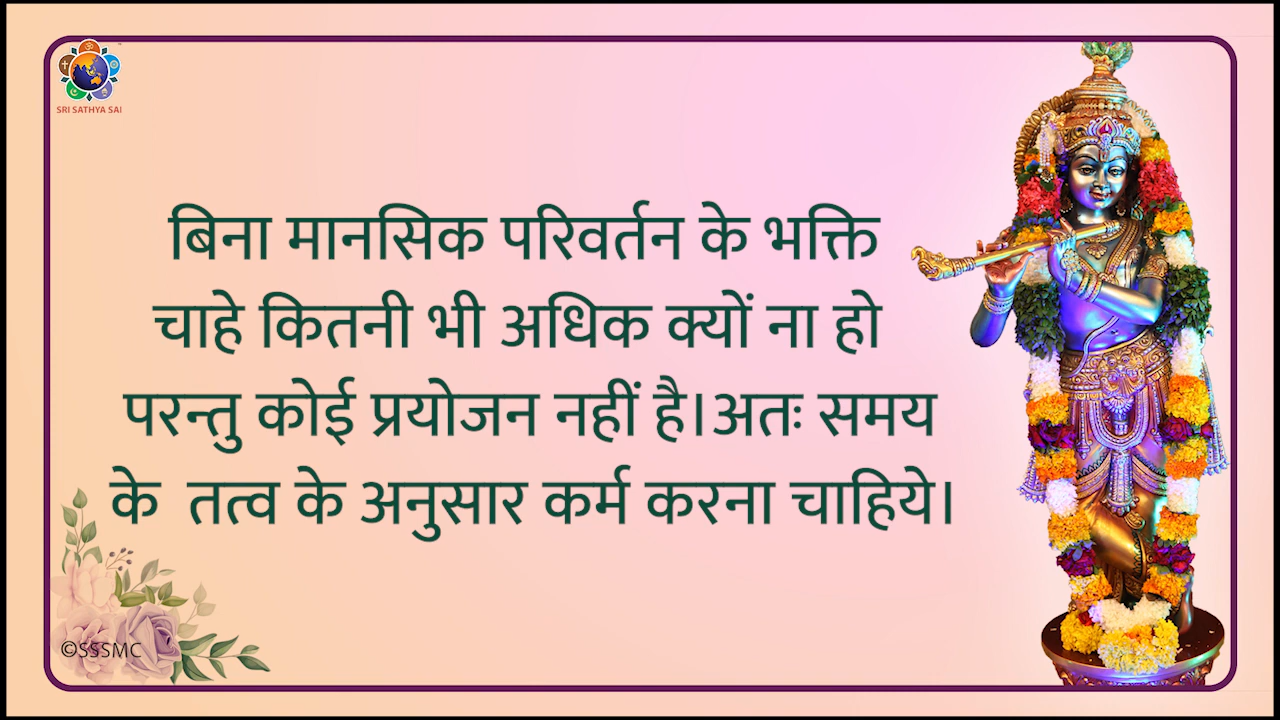 SRI SATHYA SAI
बिना मानसिक परिवर्तन के भक्ति
चाहे कितनी भी अधिक क्यों ना हो
परन्तु कोई प्रयोजन नहीं है।अतः समय
के तत्व के अनुसार कर्म करना चाहिये।
©SSSMC